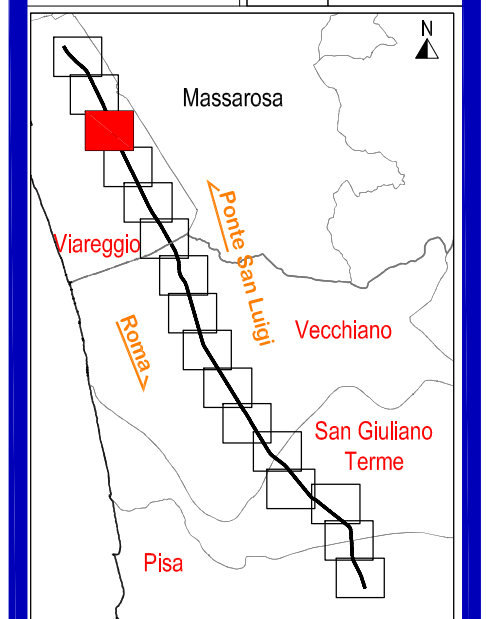 N
Massarosa
Ponte San Luigi
Viareggio
Roma
Vecchiano
San Giuliano
Terme
Pisa